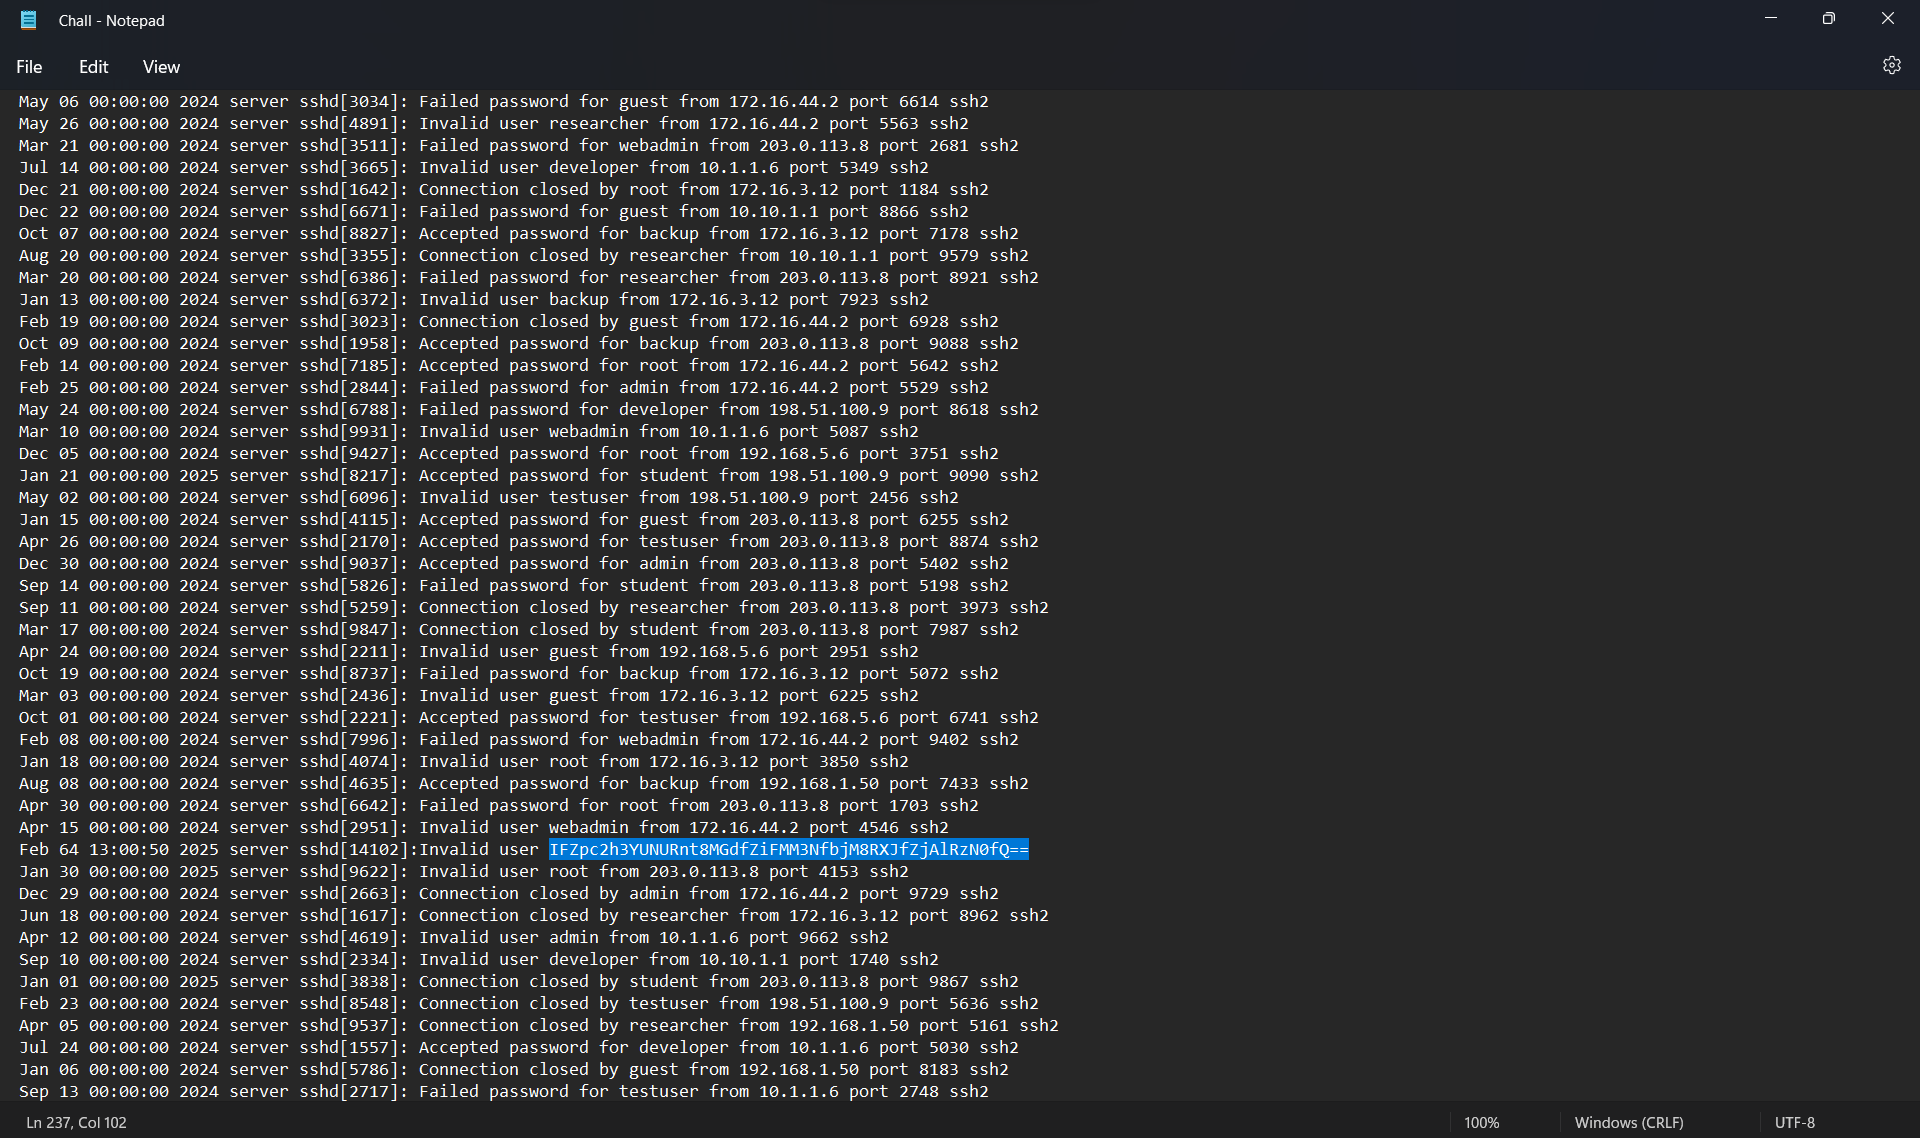 Chall - Notepad
File Edit View
May 06 00:00:00 2024 server sshd[3034]: Failed password for guest from 172.16.44.2 port 6614 ssh2
May 26 00:00:00 2024 server sshd[4891]: Invalid user researcher from 172.16.44.2 port 5563 ssh2
Mar 21 00:00:00 2024 server sshd[3511]: Failed password for webadmin from 203.0.113.8 port 2681 ssh2
Jul 14 00:00:00 2024 server sshd[3665]: Invalid user developer from 10.1.1.6 port 5349 ssh2
Dec 21 00:00:00 2024 server sshd[1642]: Connection closed by root from 172.16.3.12 port 1184 ssh2
Dec 22 00:00:00 2024 server sshd[6671]: Failed password for guest from 10.10.1.1 port 8866 ssh2
Oct 07 00:00:00 2024 server sshd[8827]: Accepted password for backup from 172.16.3.12 port 7178 ssh2
Aug 20 00:00:00 2024 server sshd[3355]: Connection closed by researcher from 10.10.1.1 port 9579 ssh2
Mar 20 00:00:00 2024 server sshd[6386]: Failed password for researcher from 203.0.113.8 port 8921 ssh2
Jan 13 00:00:00 2024 server sshd[6372]: Invalid user backup from 172.16.3.12 port 7923 ssh2
Feb 19 00:00:00 2024 server sshd[3023]: Connection closed by guest from 172.16.44.2 port 6928 ssh2
Oct 09 00:00:00 2024 server sshd[1958]: Accepted password for backup from 203.0.113.8 port 9088 ssh2
Feb 14 00:00:00 2024 server sshd[7185]: Accepted password for root from 172.16.44.2 port 5642 ssh2
Feb 25 00:00:00 2024 server sshd[2844]: Failed password for admin from 172.16.44.2 port 5529 ssh2
May 24 00:00:00 2024 server sshd[6788]: Failed password for developer from 198.51.100.9 port 8618 ssh2
Mar 10 00:00:00 2024 server sshd[9931]: Invalid user webadmin from 10.1.1.6 port 5087 ssh2
Dec 05 00:00:00 2024 server sshd[9427]: Accepted password for root from 192.168.5.6 port 3751 ssh2
Jan 21 00:00:00 2025 server sshd[8217]: Accepted password for student from 198.51.100.9 port 9090 ssh2
May 02 00:00:00 2024 server sshd[6096]: Invalid user testuser from 198.51.100.9 port 2456 ssh2
Jan 15 00:00:00 2024 server sshd[4115]: Accepted password for guest from 203.0.113.8 port 6255 ssh2
Apr 26 00:00:00 2024 server sshd[2170]: Accepted password for testuser from 203.0.113.8 port 8874 ssh2
Dec 30 00:00:00 2024 server sshd[9037]: Accepted password for admin from 203.0.113.8 port 5402 ssh2
Sep 14 00:00:00 2024 server sshd[5826]: Failed password for student from 203.0.113.8 port 5198 ssh2
Sep 11 00:00:00 2024 server sshd[5259]: Connection closed by researcher from 203.0.113.8 port 3973 ssh2
Mar 17 00:00:00 2024 server sshd[9847]: Connection closed by student from 203.0.113.8 port 7987 ssh2
Apr 24 00:00:00 2024 server sshd[2211]: Invalid user guest from 192.168.5.6 port 2951 ssh2
Oct 19 00:00:00 2024 server sshd[8737]: Failed password for backup from 172.16.3.12 port 5072 ssh2
Mar 03 00:00:00 2024 server sshd[2436]: Invalid user guest from 172.16.3.12 port 6225 ssh2
Oct 01 00:00:00 2024 server sshd[2221]: Accepted password for testuser from 192.168.5.6 port 6741 ssh2
Feb 08 00:00:00 2024 server sshd[7996]: Failed password for webadmin from 172.16.44.2 port 9402 ssh2
Jan 18 00:00:00 2024 server sshd[4074]: Invalid user root from 172.16.3.12 port 3850 ssh2
Aug 08 00:00:00 2024 server sshd[4635]: Accepted password for backup from 192.168.1.50 port 7433 ssh2
Apr 30 00:00:00 2024 server sshd[6642]: Failed password for root from 203.0.113.8 port 1703 ssh2
Apr 15 00:00:00 2024 server sshd[2951]: Invalid user webadmin from 172.16.44.2 port 4546 ssh2
Feb 64 13:00:50 2025 server sshd[14102]:Invalid user IFZpc2h3YUNURnt8MGdfZiFMM3NfbjM8RXJfZjAlRzN0fQ==
Jan 30 00:00:00 2025 server sshd[9622]: Invalid user root from 203.0.113.8 port 4153 ssh2
Dec 29 00:00:00 2024 server sshd[2663]: Connection closed by admin from 172.16.44.2 port 9729 ssh2
Jun 18 00:00:00 2024 server sshd[1617]: Connection closed by researcher from 172.16.3.12 port 8962 ssh2
Apr 12 00:00:00 2024 server sshd[4619]: Invalid user admin from 10.1.1.6 port 9662 ssh2
Sep 10 00:00:00 2024 server sshd[2334]: Invalid user developer from 10.10.1.1 port 1740 ssh2
Jan 01 00:00:00 2025 server sshd[3838]: Connection closed by student from 203.0.113.8 port 9867 ssh2
Feb 23 00:00:00 2024 server sshd[8548]: Connection closed by testuser from 198.51.100.9 port 5636 ssh2
Apr 05 00:00:00 2024 server sshd[9537]: Connection closed by researcher from 192.168.1.50 port 5161 ssh2
Jul 24 00:00:00 2024 server sshd[1557]: Accepted password for developer from 10.1.1.6 port 5030 ssh2
Jan 06 00:00:00 2024 server sshd[5786]: Connection closed by guest from 192.168.1.50 port 8183 ssh2
Sep 13 00:00:00 2024 server sshd[2717]: Failed password for testuser from 10.1.1.6 port 2748 ssh2
Ln 237, Col 102 100% Windows (CRLF) UTF-8